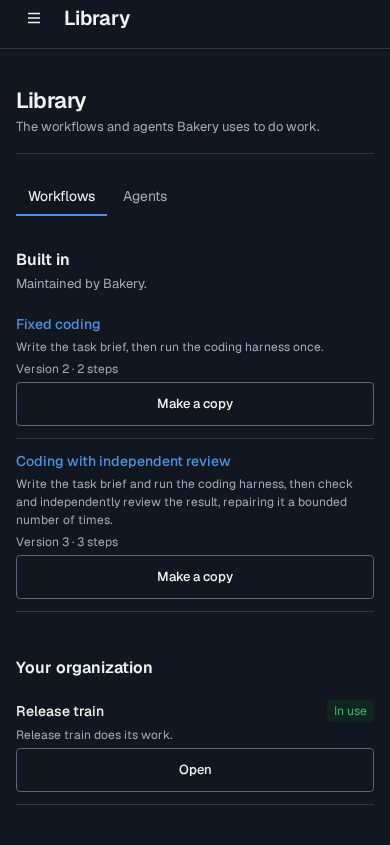 Library
Library
The workflows and agents Bakery uses to do work.
Workflows
Agents
Built in
Maintained by Bakery.
Fixed coding
Write the task brief, then run the coding harness once.
Version 2 · 2 steps
Make a copy
Coding with independent review
Write the task brief and run the coding harness, then check
and independently review the result, repairing it a bounded
number of times.
Version 3 · 3 steps
Make a copy
Your organization
Release train
In use
Release train does its work.
Open